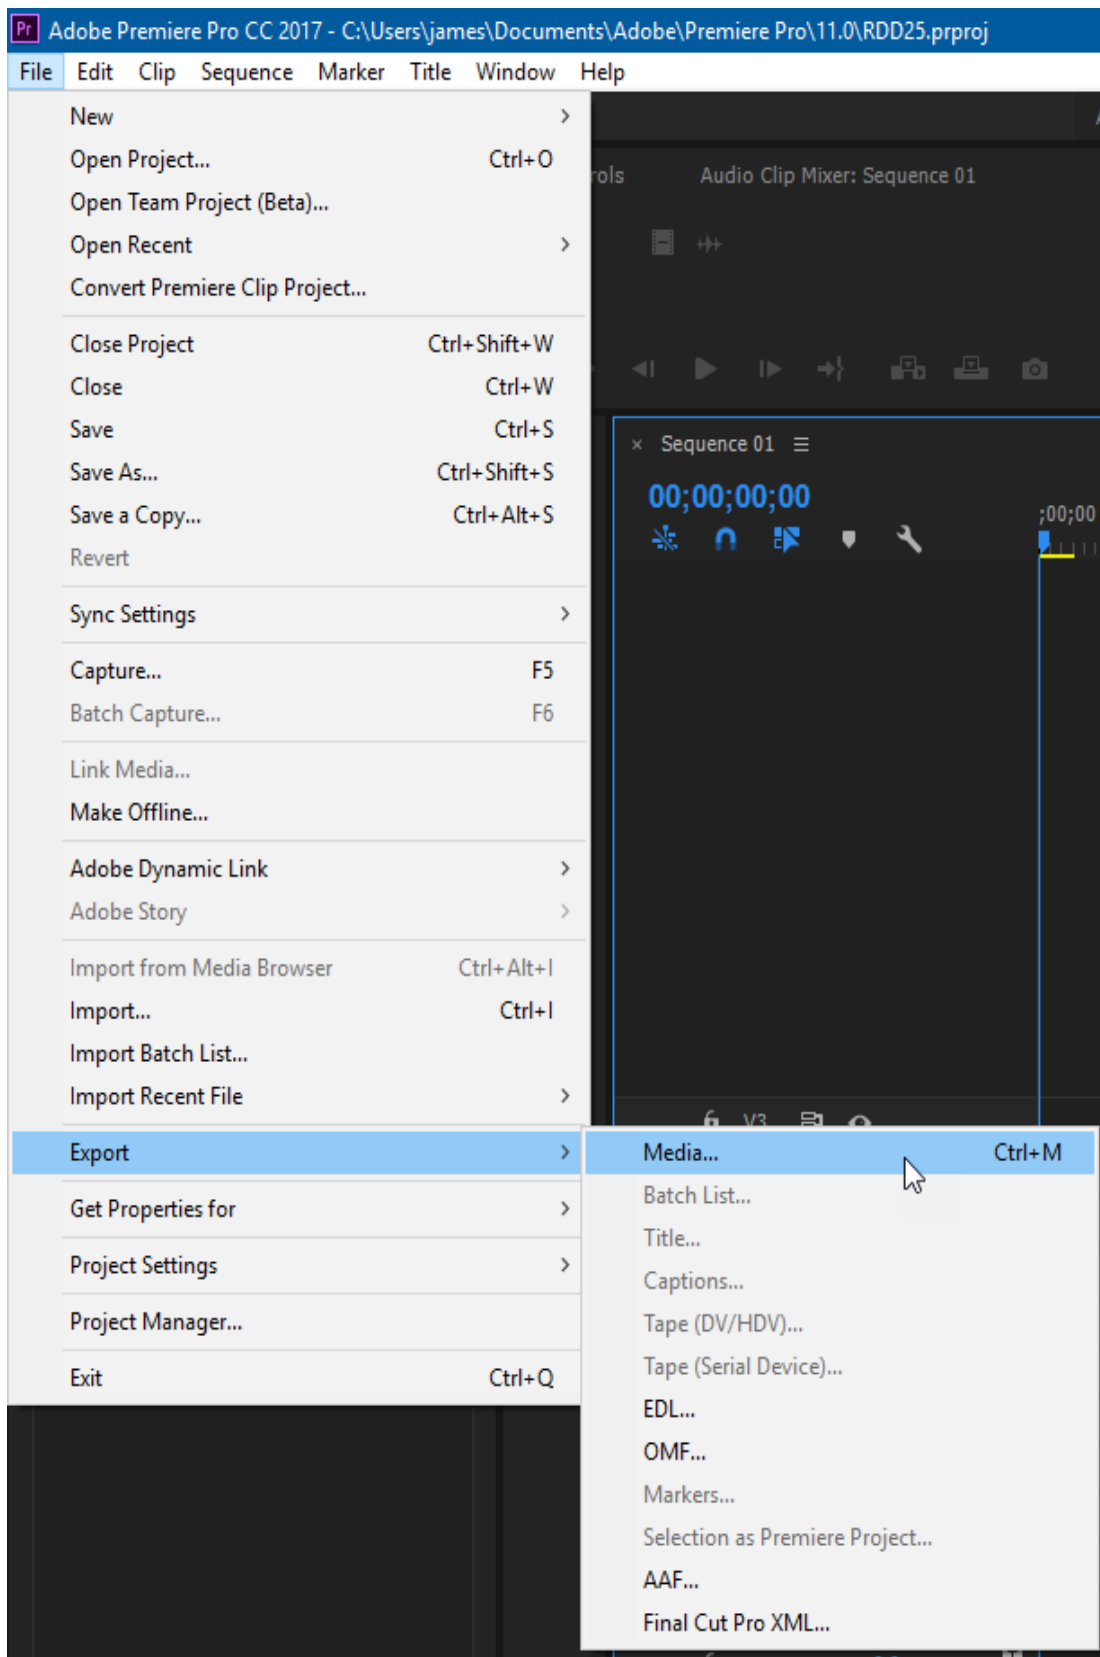 Pr Adobe Premiere Pro CC 2017 - C:\Users\james\Documents\Adobe\Premiere Pro\11.0\RDD25.prproj
File Edit Clip Sequence Marker Title Window Help
New
Open Project... Ctrl+O
Open Team Project (Beta)...
Open Recent
Convert Premiere Clip Project...
Close Project Ctrl+Shift+W
Close Ctrl+W
Save Ctrl+S
Save As... Ctrl+Shift+S
Save a Copy... Ctrl+Alt+S
Revert
Sync Settings
Capture... F5
Batch Capture... F6
Link Media...
Make Offline...
Adobe Dynamic Link
Adobe Story
Import from Media Browser Ctrl+Alt+I
Import... Ctrl+I
Import Batch List...
Import Recent File
Export
Get Properties for
Project Settings
Project Manager...
Exit Ctrl+Q
rols Audio Clip Mixer: Sequence 01
× Sequence 01
00;00;00;00
;00;00
V3
Media... Ctrl+M
Batch List...
Title...
Captions...
Tape (DV/HDV)...
Tape (Serial Device)...
EDL...
OMF...
Markers...
Selection as Premiere Project...
AAF...
Final Cut Pro XML...